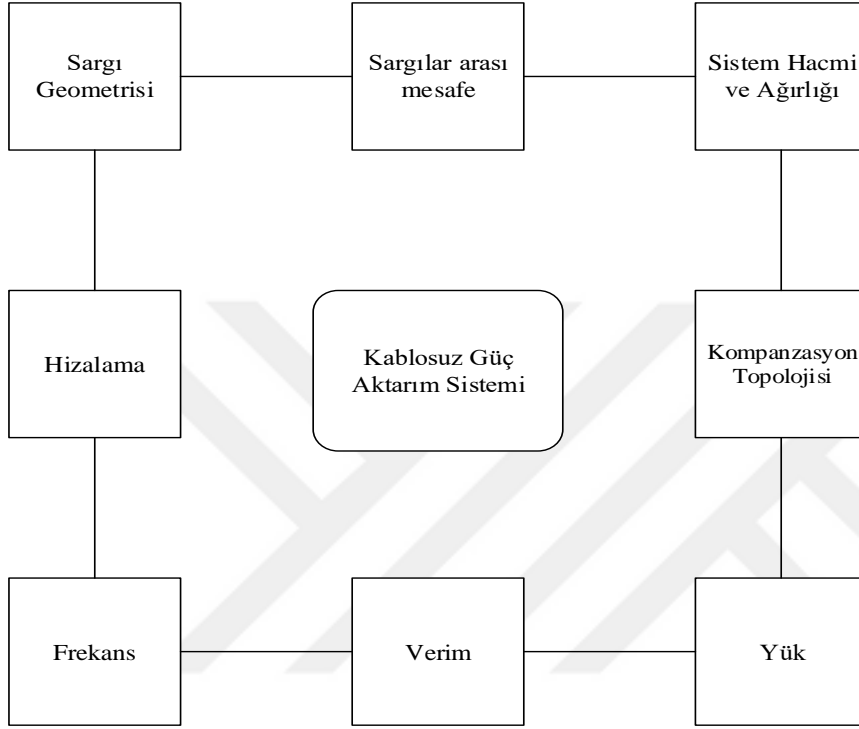 Sargı
Geometrisi
Sargılar arası
mesafe
Sistem Hacmi
ve Ağırlığı
Hizalama
Kablosuz Güç
Aktarım Sistemi
Kompanzasyon
Topolojisi
Frekans
Verim
Yük